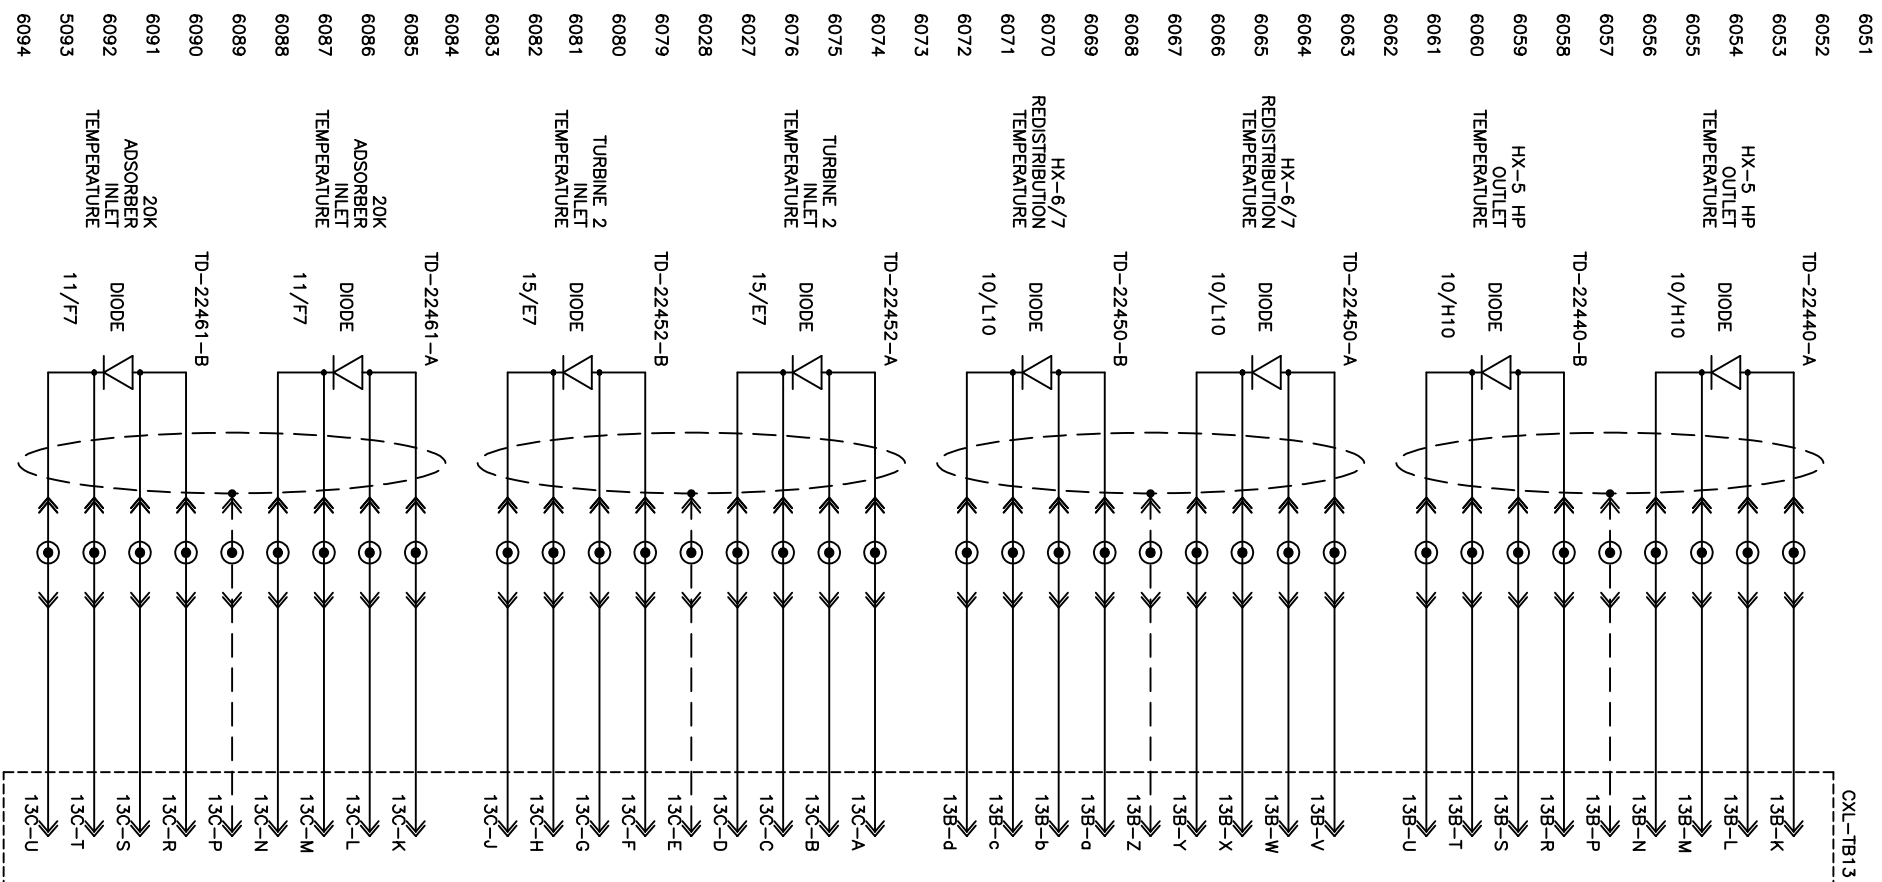 6051
6052
6053
6054
6055
6056
6057
6058
6059
6060
6061
6062
6063
6064
6065
6066
6067
6068
6069
6070
6071
6072
6073
6074
6075
6076
6027
6028
6079
6080
6081
6082
6083
6084
6085
6086
6087
6088
6089
6090
6091
6092
5093
6094
HX-5 HP
OUTLET
TEMPERATURE
HX-5 HP
OUTLET
TEMPERATURE
HX-6/7
REDISTRIBUTION
TEMPERATURE
HX-6/7
REDISTRIBUTION
TEMPERATURE
TURBINE 2
INLET
TEMPERATURE
TURBINE 2
INLET
TEMPERATURE
20K
ADSORBER
INLET
TEMPERATURE
20K
ADSORBER
INLET
TEMPERATURE
TD-22440-A
DIODE
10/H10
TD-22440-B
DIODE
10/H10
TD-22450-A
DIODE
10/L10
TD-22450-B
DIODE
10/L10
TD-22452-A
DIODE
15/E7
TD-22452-B
DIODE
15/E7
TD-22461-A
DIODE
11/F7
TD-22461-B
DIODE
11/F7
CXL-TB13
13B-K
13B-L
13B-M
13B-N
13B-P
13B-R
13B-S
13B-T
13B-U
13B-V
13B-W
13B-X
13B-Y
13B-Z
13B-a
13B-b
13B-c
13B-d
13C-A
13C-B
13C-C
13C-D
13C-E
13C-F
13C-G
13C-H
13C-J
13C-K
13C-L
13C-M
13C-N
13C-P
13C-R
13C-S
13C-T
13C-U